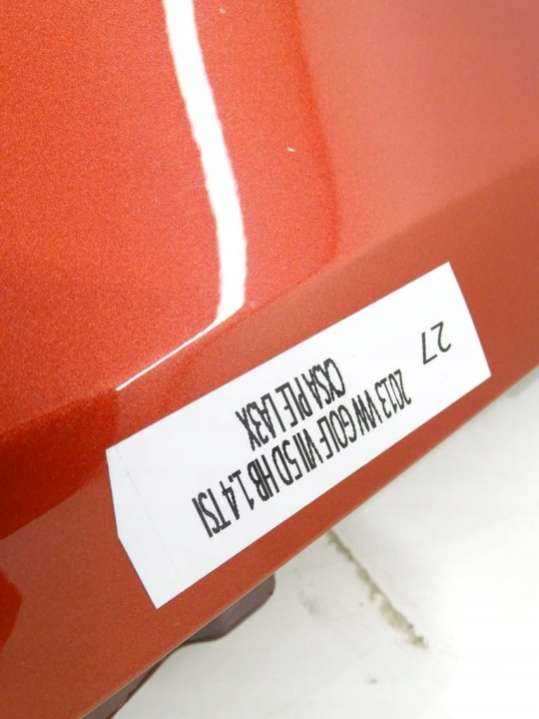 2013 VW GOLF VII 5D HB 1,4 TSI
CXSA PLE LA3X
27